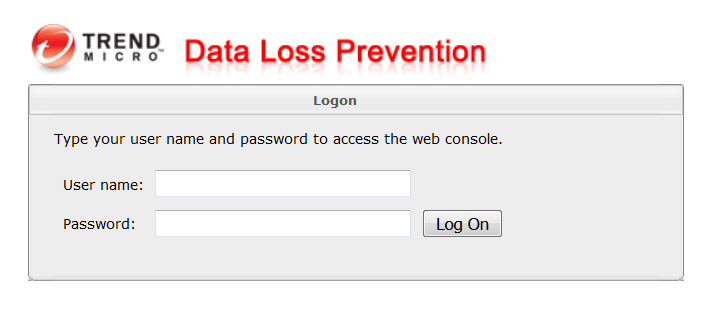 TREND MICRO™ Data Loss Prevention
Logon
Type your user name and password to access the web console.
User name:
Password: Log On